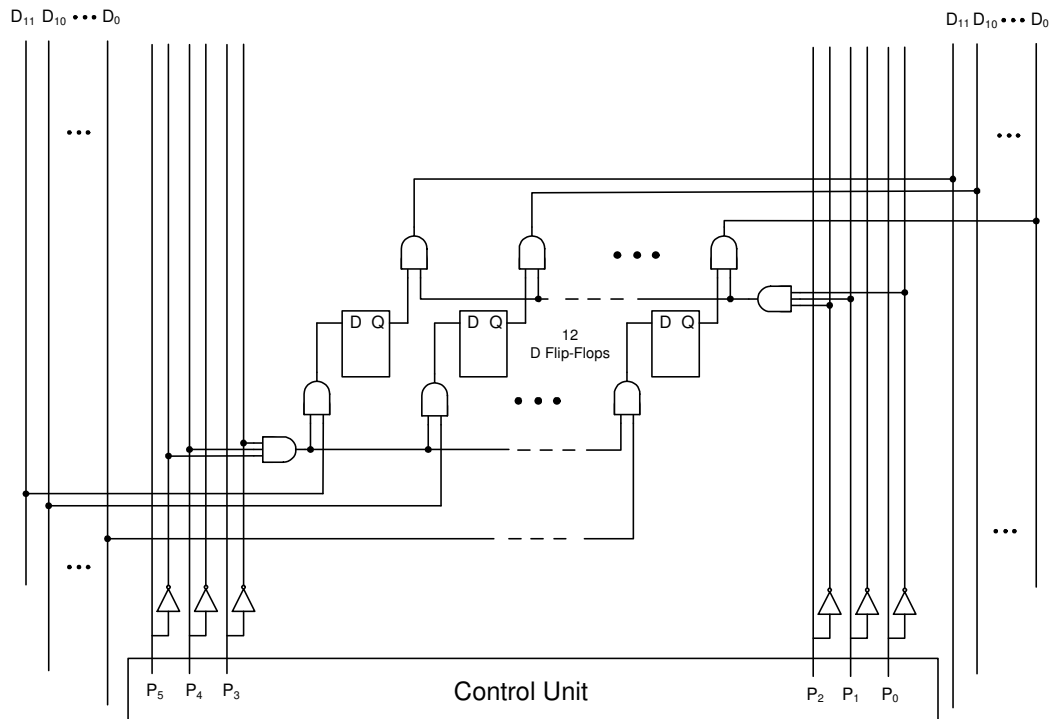 D₁₁ D₁₀ ••• D₀
D₁₁ D₁₀ ••• D₀
•••
•••
•••
D Q
D Q
D Q
12
D Flip-Flops
•••
•••
•••
P₅ P₄ P₃
Control Unit
P₂ P₁ P₀